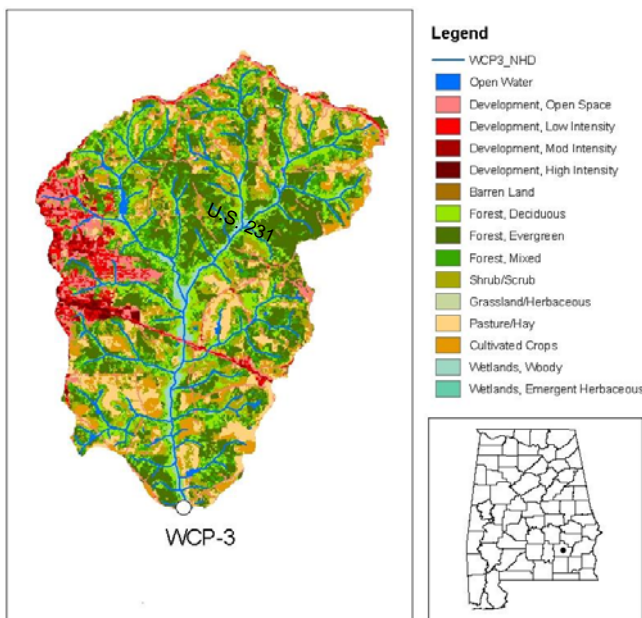 U.S. 231
WCP-3
Legend
WCP3_NHD
Open Water
Development, Open Space
Development, Low Intensity
Development, Mod Intensity
Development, High Intensity
Barren Land
Forest, Deciduous
Forest, Evergreen
Forest, Mixed
Shrub/Scrub
Grassland/Herbaceous
Pasture/Hay
Cultivated Crops
Wetlands, Woody
Wetlands, Emergent Herbaceous